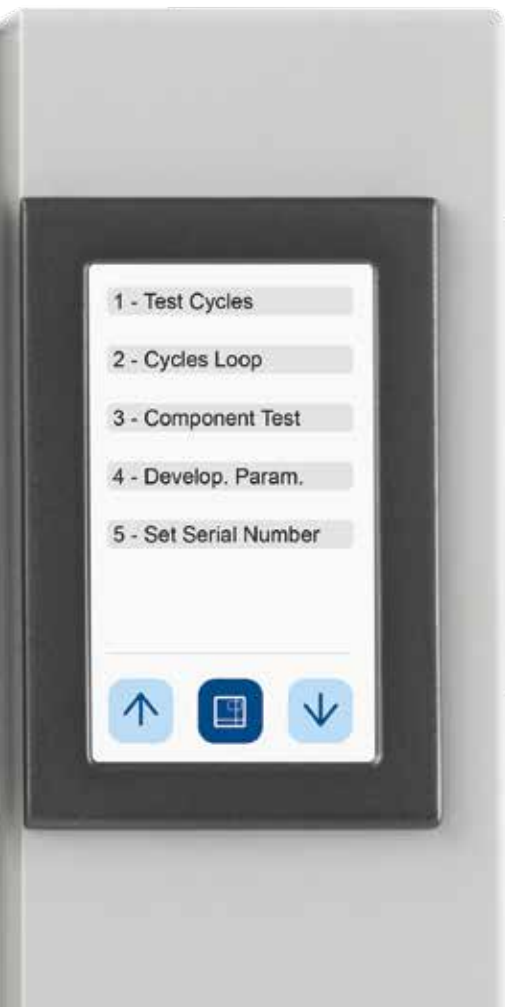 1 - Test Cycles
2 - Cycles Loop
3 - Component Test
4 - Develop. Param.
5 - Set Serial Number